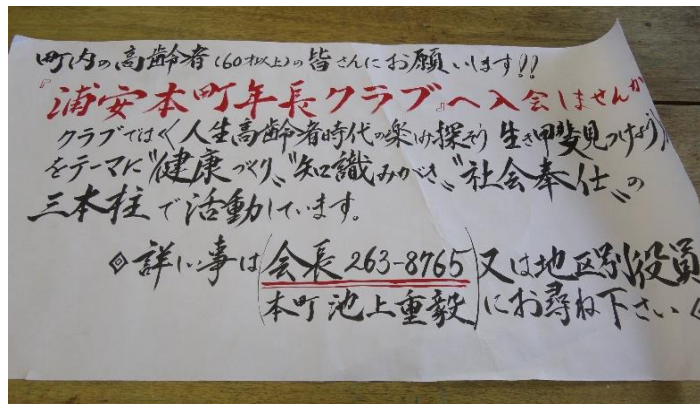 町内の高齢者(60才以上)の皆さんにお願いします!!
『浦安本町年長クラブ』へ入会しませんか
クラブでは《人生高齢者時代の楽しみ探そう 生き甲斐見つけよう》
をテーマに〝健康づくり〟〝知識みがき〟〝社会奉仕〟の
三本柱で活動しています。
◎詳しい事は(会長 263-8765
本町 池上重毅)又は地区別役員
にお尋ね下さい